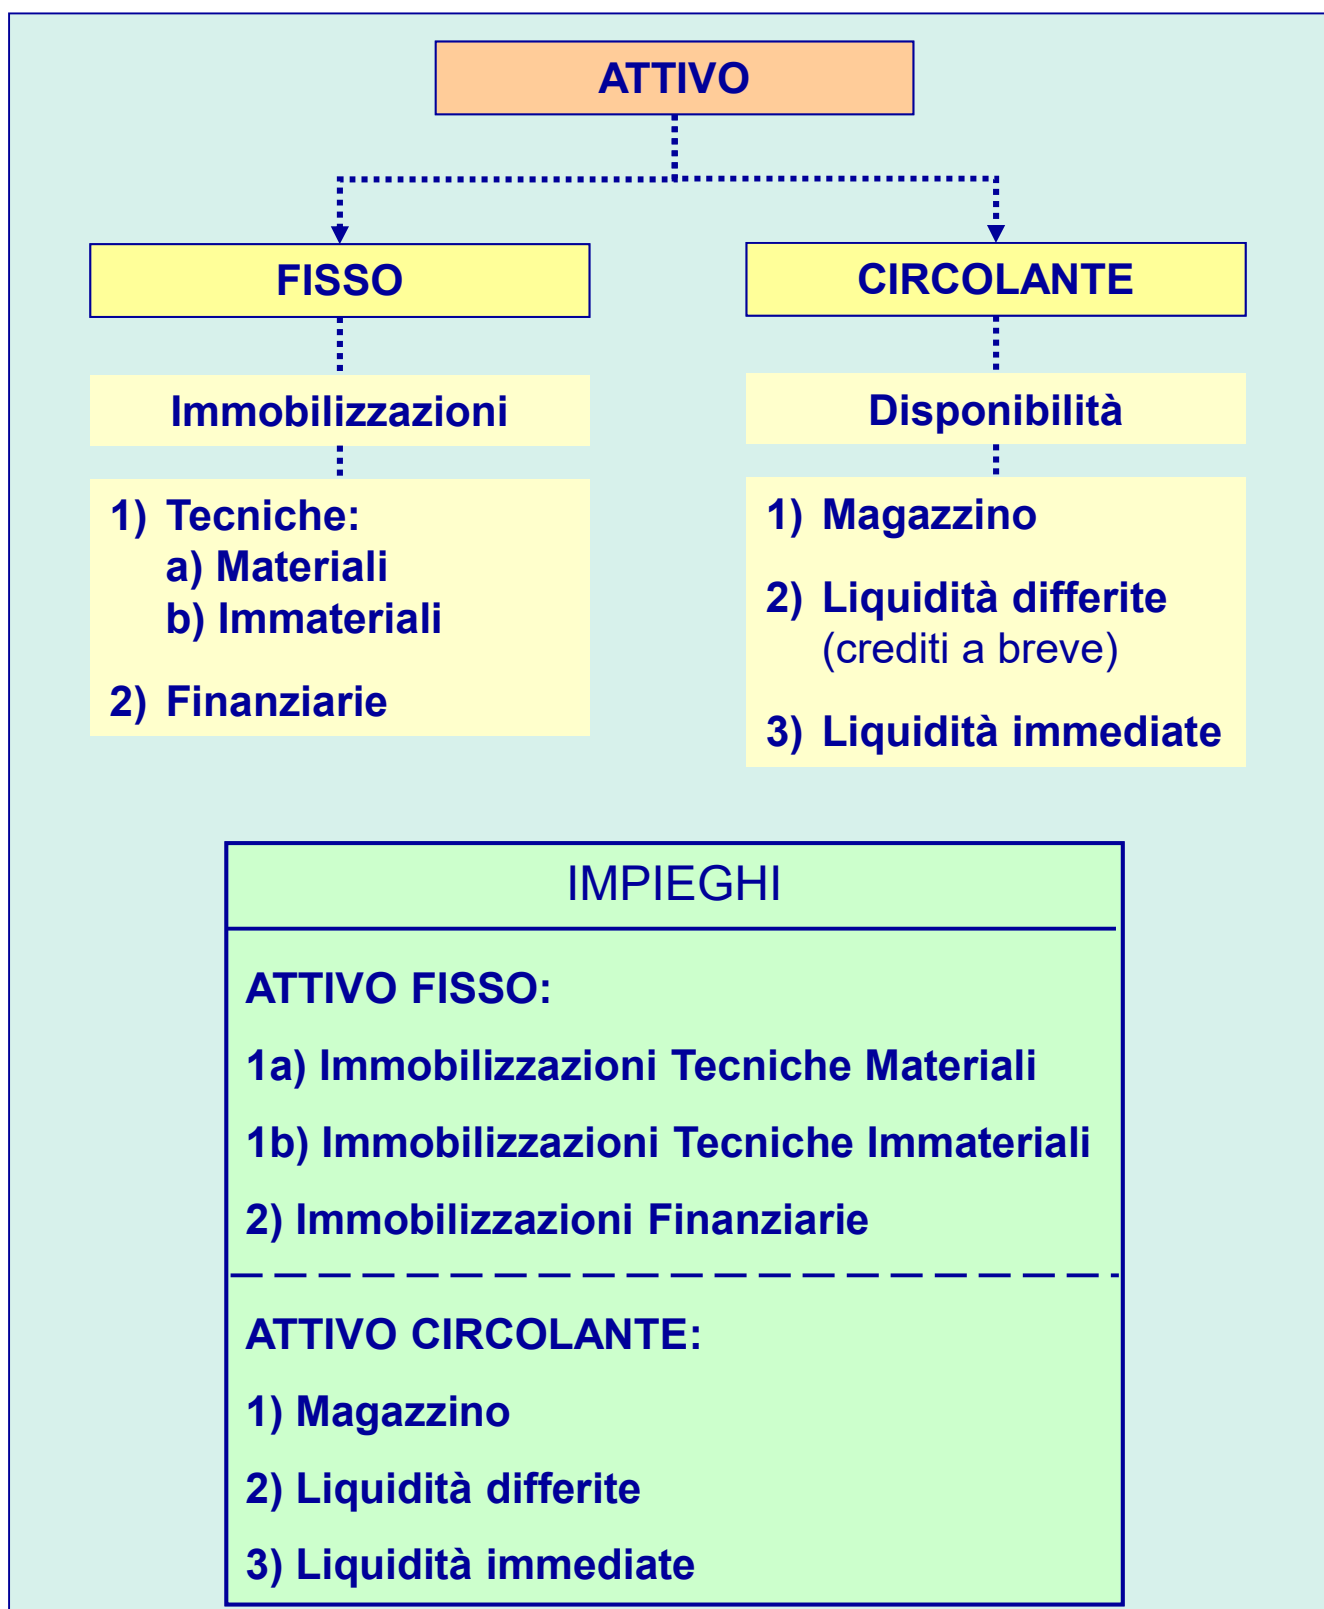 ATTIVO
FISSO
Immobilizzazioni
1) Tecniche:
a) Materiali
b) Immateriali
2) Finanziarie
CIRCOLANTE
Disponibilità
1) Magazzino
2) Liquidità differite
(crediti a breve)
3) Liquidità immediate
IMPIEGHI
ATTIVO FISSO:
1a) Immobilizzazioni Tecniche Materiali
1b) Immobilizzazioni Tecniche Immateriali
2) Immobilizzazioni Finanziarie
ATTIVO CIRCOLANTE:
1) Magazzino
2) Liquidità differite
3) Liquidità immediate